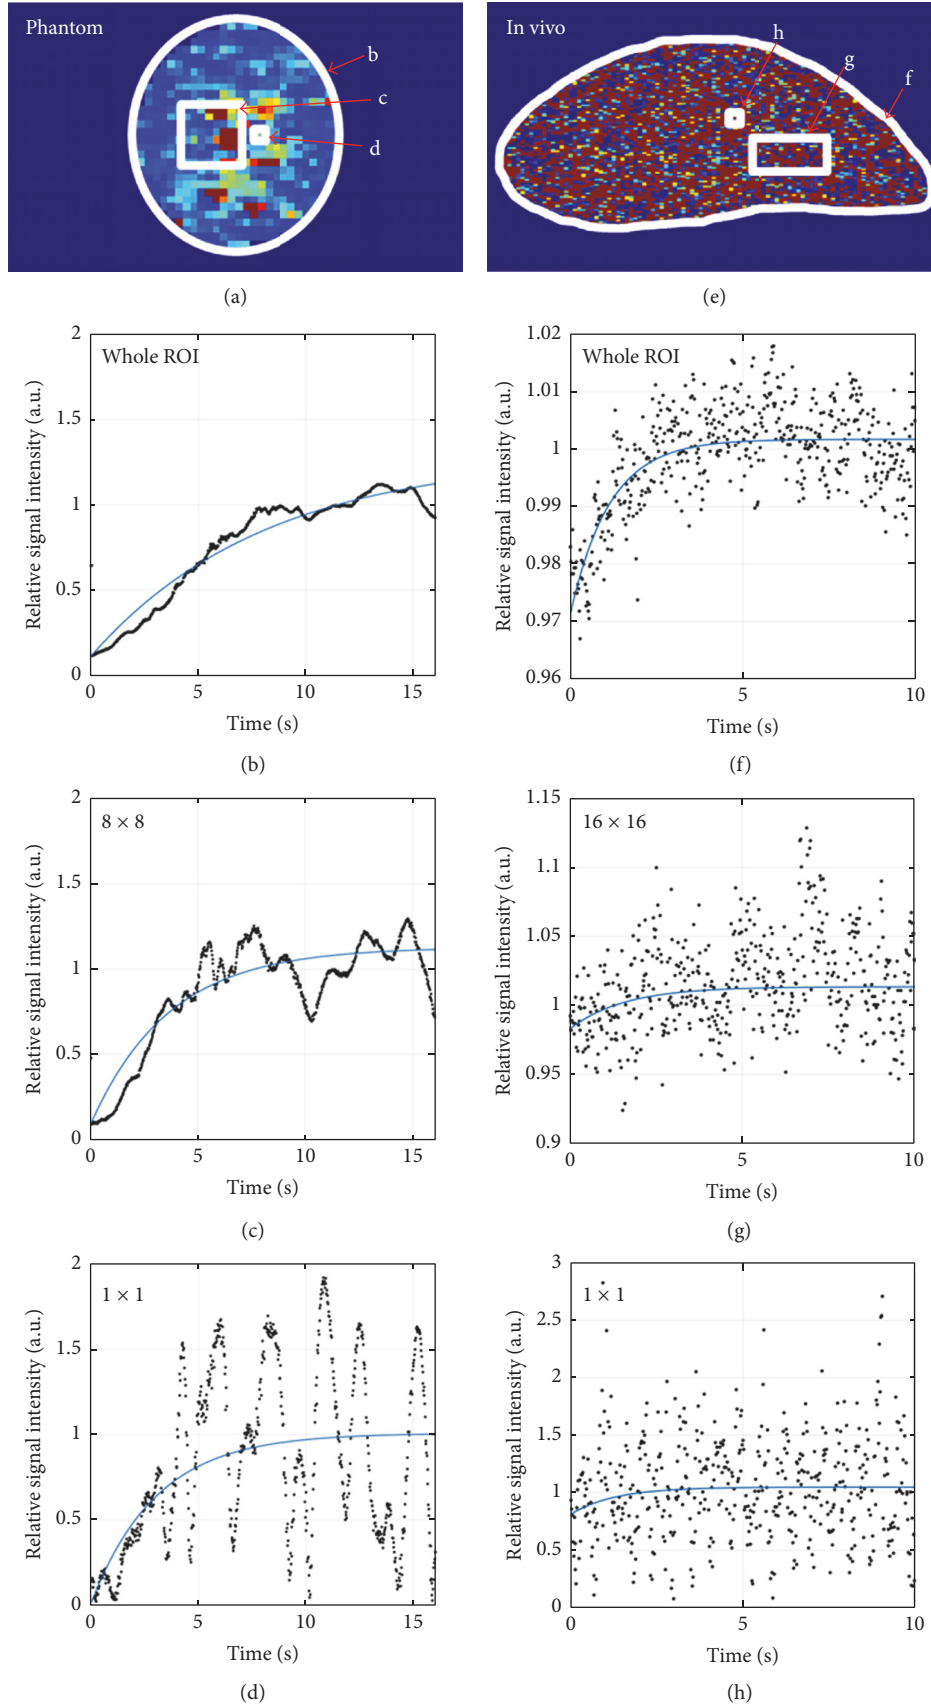 Phantom
b
c
d
(a)
In vivo
h
g
f
(e)
2
1.5
1
0.5
0
Whole ROI
Relative signal intensity (a.u.)
0 5 10 15
Time (s)
(b)
1.02
1.01
1
0.99
0.98
0.97
0.96
Whole ROI
Relative signal intensity (a.u.)
0 5 10
Time (s)
(f)
2
1.5
1
0.5
0
8 × 8
Relative signal intensity (a.u.)
0 5 10 15
Time (s)
(c)
1.15
1.1
1.05
1
0.95
0.9
16 × 16
Relative signal intensity (a.u.)
0 5 10
Time (s)
(g)
2
1.5
1
0.5
0
1 × 1
Relative signal intensity (a.u.)
0 5 10 15
Time (s)
(d)
3
2.5
2
1.5
1
0.5
0
1 × 1
Relative signal intensity (a.u.)
0 5 10
Time (s)
(h)